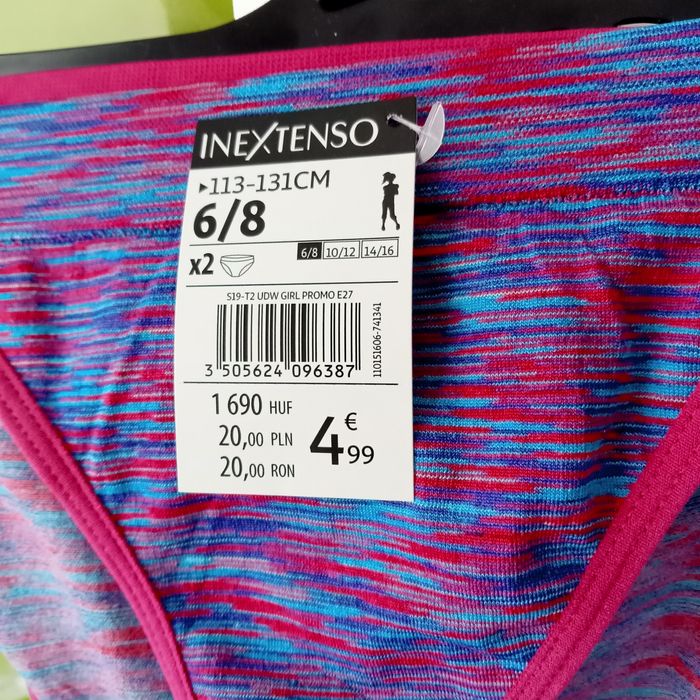 INEXTENSO
▸113-131CM
6/8
x2
6/8 10/12 14/16
S19-T2 UDW GIRL PROMO E27
3 505624 096387
110151606-741341
1 690 HUF
20,00 PLN
20,00 RON
4€99